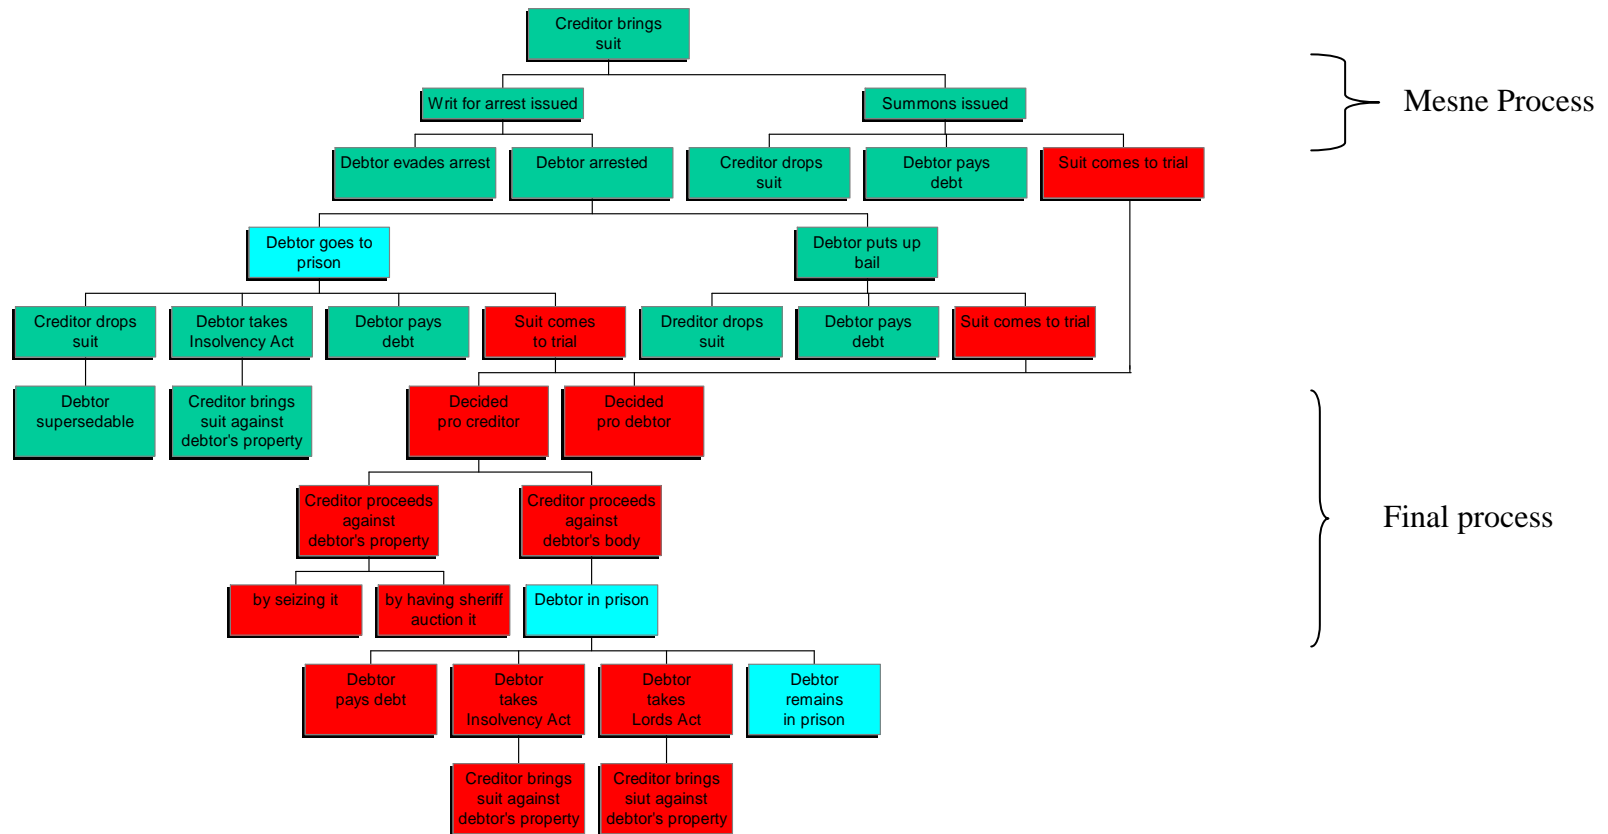 Creditor brings
suit
Mesne Process
Writ for arrest issued
Summons issued
Debtor evades arrest
Debtor arrested
Creditor drops
suit
Debtor pays
debt
Suit comes to trial
Debtor goes to
prison
Debtor puts up
bail
Creditor drops
suit
Debtor takes
Insolvency Act
Debtor pays
debt
Suit comes
to trial
Dreditor drops
suit
Debtor pays
debt
Suit comes to trial
Debtor
supersedable
Creditor brings
suit against
debtor's property
Decided
pro creditor
Decided
pro debtor
Final process
Creditor proceeds
against
debtor's property
Creditor proceeds
against
debtor's body
by seizing it
by having sheriff
auction it
Debtor in prison
Debtor
pays debt
Debtor
takes
Insolvency Act
Debtor
takes
Lords Act
Debtor
remains
in prison
Creditor brings
suit against
debtor's property
Creditor brings
siut against
debtor's property